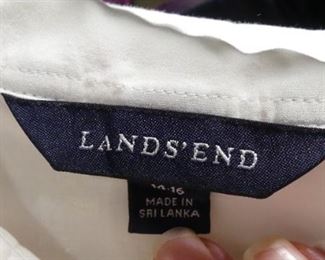 LANDS'END
14-16
MADE IN
SRI LANKA